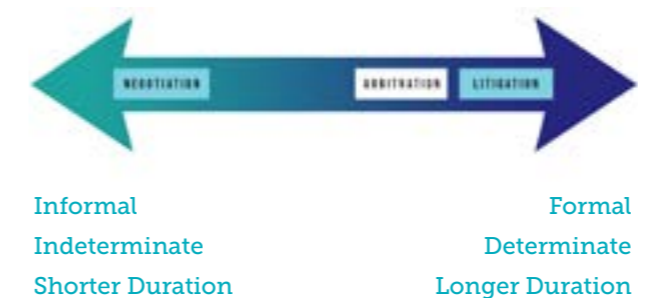 NEGOTIATION ARBITRATION LITIGATION
Informal Formal
Indeterminate Determinate
Shorter Duration Longer Duration